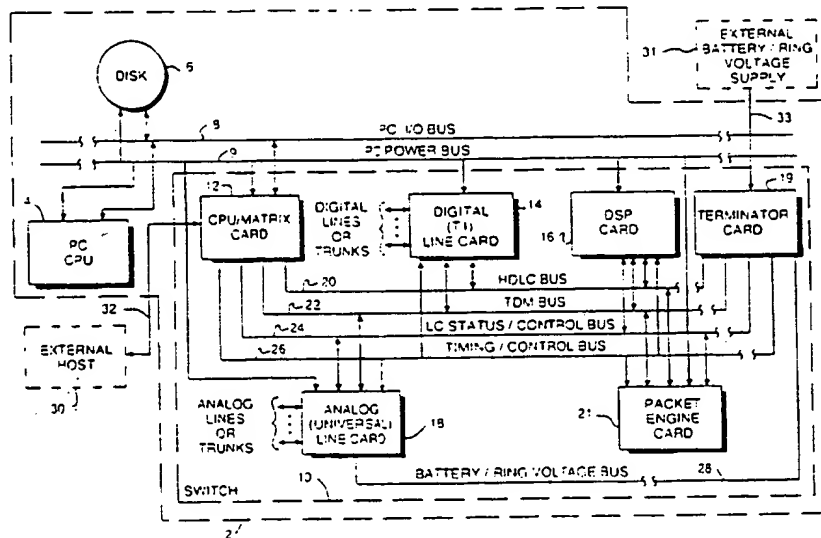 EXTERNAL
BATTERY / RING
VOLTAGE
SUPPLY
31
DISK
6
33
8
PC I/O BUS
9
PC POWER BUS
4
PC
CPU
12
CPU/MATRIX
CARD
DIGITAL
LINES
OR
TRUNKS
DIGITAL
(T1)
LINE CARD
14
DSP
CARD
16
19
TERMINATOR
CARD
20
HDLC BUS
22
TDM BUS
24
LC STATUS / CONTROL BUS
26
TIMING / CONTROL BUS
32
EXTERNAL
HOST
30
ANALOG
LINES
OR
TRUNKS
ANALOG
(UNIVERSAL)
LINE CARD
18
21
PACKET
ENGINE
CARD
BATTERY / RING VOLTAGE BUS
28
SWITCH
10
2